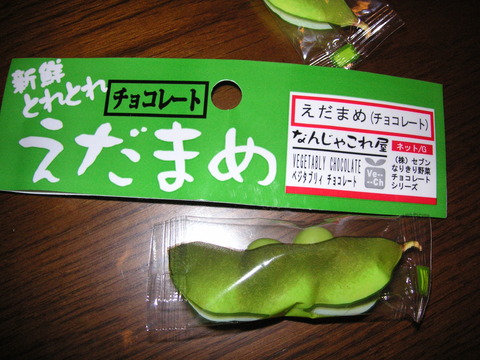 新鮮
とれとれ
チョコレート
えだまめ
えだまめ(チョコレート)
なんじゃこれ屋
ネット/G
VEGETABLY CHOCOLATE
ベジタブリィ チョコレート
Ve--
--Ch
(株)セブン
なりきり野菜
チョコレート
シリーズ